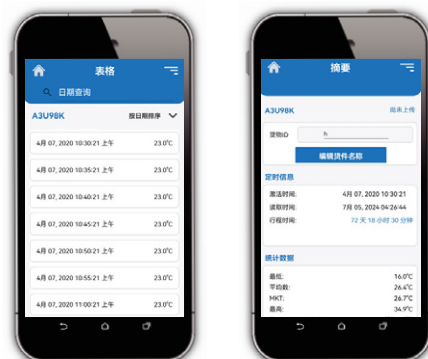 表格
日期查询
A3U98K 按日期排序
4月 07, 2020 10:30:21 上午 23.0°C
4月 07, 2020 10:35:21 上午 23.0°C
4月 07, 2020 10:40:21 上午 23.0°C
4月 07, 2020 10:45:21 上午 23.0°C
4月 07, 2020 10:50:21 上午 23.0°C
4月 07, 2020 10:55:21 上午 23.0°C
4月 07, 2020 11:00:21 上午 23.0°C
摘要
A3U98K 尚未上传
货物ID h
编辑货件名称
定时信息
激活时间: 4月 07, 2020 10:30:21
读取时间: 7月 05, 2024 04:26:44
行程时间: 72 天 18 小时 30 分钟
统计数据
最低: 16.0°C
平均数: 26.4°C
MKT: 26.7°C
最高: 34.9°C